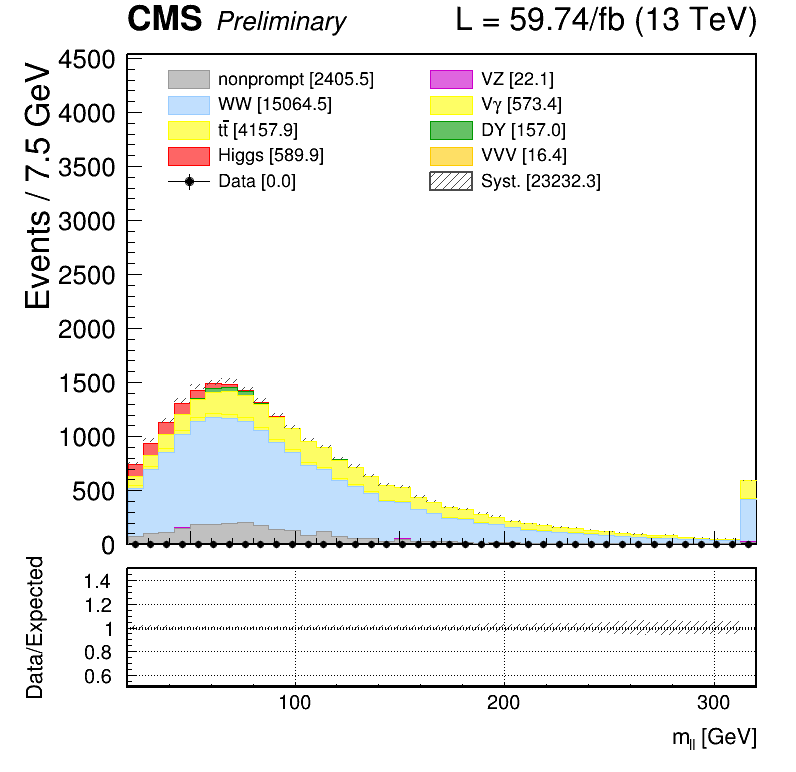 CMS Preliminary L = 59.74/fb (13 TeV)
Events / 7.5 GeV
4500
4000
3500
3000
2500
2000
1500
1000
500
0
nonprompt [2405.5]
WW [15064.5]
tt̄ [4157.9]
Higgs [589.9]
Data [0.0]
VZ [22.1]
Vγ [573.4]
DY [157.0]
VVV [16.4]
Syst. [23232.3]
Data/Expected
1.4
1.2
1
0.8
0.6
100 200 300
m_ll [GeV]